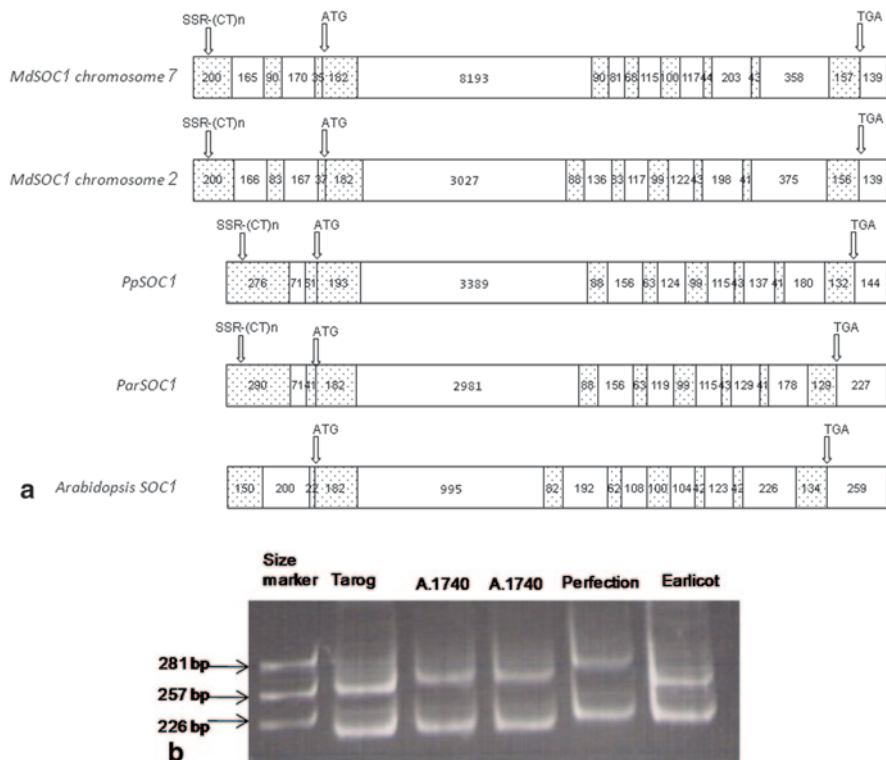 SSR-(CT)n ATG TGA
MdSOC1 chromosome 7 200 165 90 170 35 182 8193 90 81 68 115 100 117 44 203 43 358 157 139
SSR-(CT)n ATG TGA
MdSOC1 chromosome 2 200 166 83 167 37 182 3027 88 136 83 117 99 122 43 198 41 375 156 139
SSR-(CT)n ATG TGA
PpSOC1 276 71 51 193 3389 88 156 63 124 99 115 43 137 41 180 132 144
SSR-(CT)n ATG TGA
ParSOC1 290 71 41 182 2981 88 156 63 119 99 115 43 129 41 178 129 227
ATG TGA
a Arabidopsis SOC1 150 200 22 182 995 82 192 62 108 100 104 42 123 42 226 134 259
Size
marker Tarog A.1740 A.1740 Perfection Earlicot
281 bp
257 bp
226 bp
b